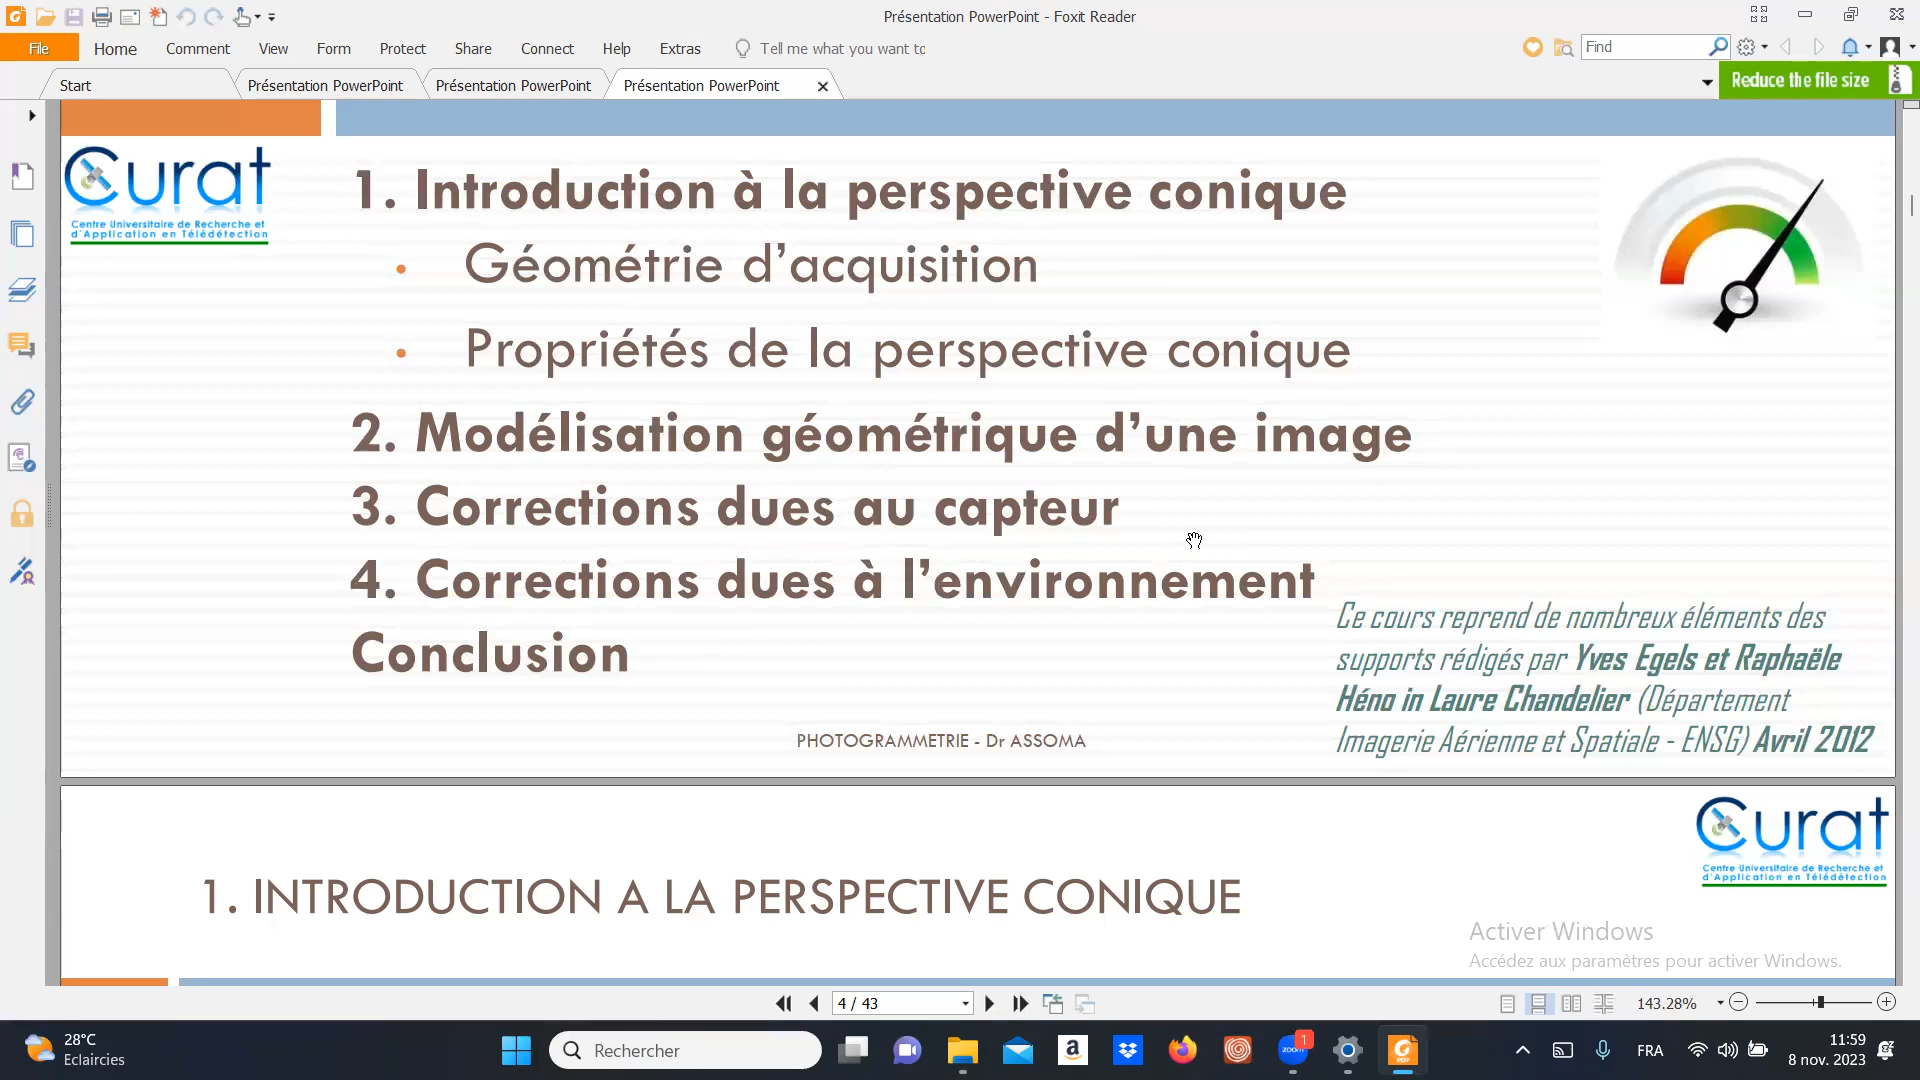 Présentation PowerPoint - Foxit Reader
File Home Comment View Form Protect Share Connect Help Extras Tell me what you want to Find
Start Présentation PowerPoint Présentation PowerPoint Présentation PowerPoint Reduce the file size
Curat
Centre Universitaire de Recherche et
d'Application en Télédétection
1. Introduction à la perspective conique
• Géométrie d’acquisition
• Propriétés de la perspective conique
2. Modélisation géométrique d’une image
3. Corrections dues au capteur
4. Corrections dues à l’environnement
Conclusion
Ce cours reprend de nombreux éléments des
supports rédigés par Yves Egels et Raphaële
Héno in Laure Chandelier (Département
Imagerie Aérienne et Spatiale - ENSG) Avril 2012
PHOTOGRAMMETRIE - Dr ASSOMA
Curat
Centre Universitaire de Recherche et
d'Application en Télédétection
1. INTRODUCTION A LA PERSPECTIVE CONIQUE
Activer Windows
Accédez aux paramètres pour activer Windows.
4 / 43
143.28%
28°C
Eclaircies
Rechercher
zoom
1
PDF
FRA
11:59
8 nov. 2023